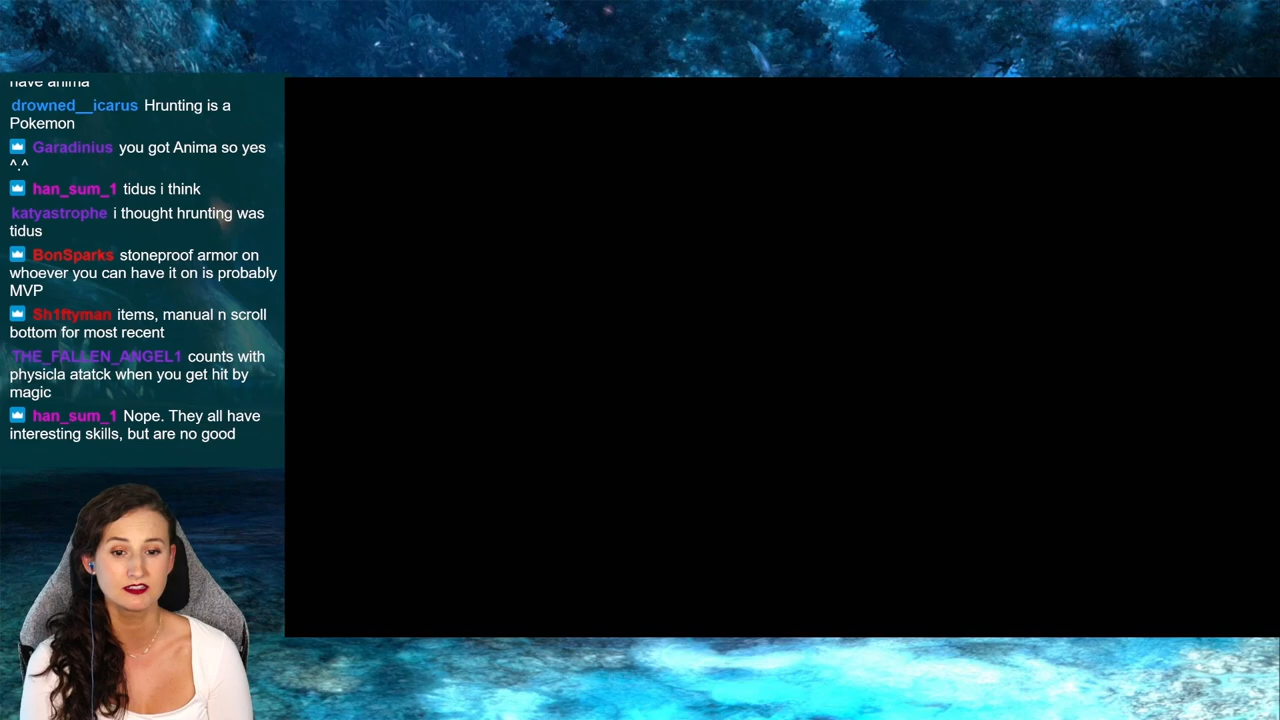 have anima
drowned__icarus Hrunting is a
Pokemon
Garadinius you got Anima so yes
^.^
han_sum_1 tidus i think
katyastrophe i thought hrunting was
tidus
BonSparks stoneproof armor on
whoever you can have it on is probably
MVP
Sh1ftyman items, manual n scroll
bottom for most recent
THE_FALLEN_ANGEL1 counts with
physicla atatck when you get hit by
magic
han_sum_1 Nope. They all have
interesting skills, but are no good